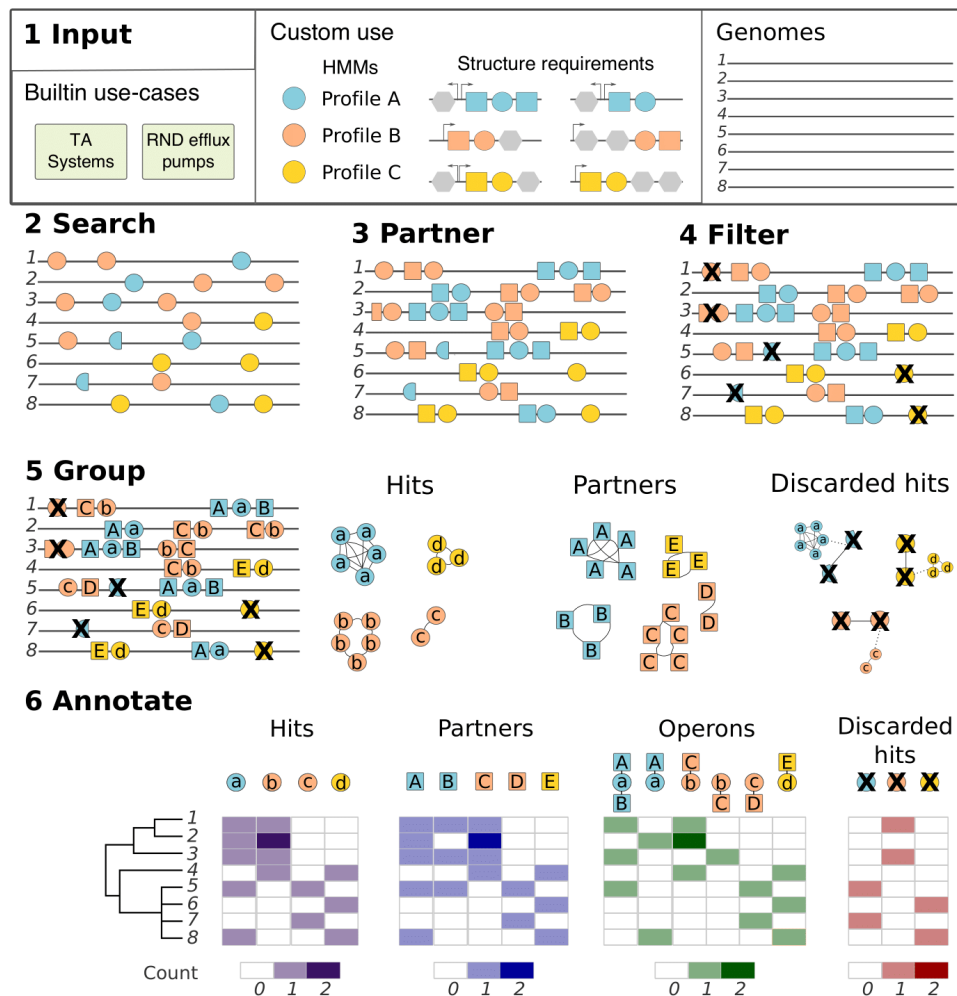 1 Input
Builtin use-cases
TA
Systems
RND efflux
pumps
Custom use
HMMs
Structure requirements
Profile A
Profile B
Profile C
Genomes
1
2
3
4
5
6
7
8
2 Search
1
2
3
4
5
6
7
8
3 Partner
1
2
3
4
5
6
7
8
4 Filter
1 X
2
3 X
4
5 X
6 X
7 X
8 X
5 Group
1 X C b A a B
2 A a C b C b
3 X A a B b C
4 C b E d
5 c D X A a B
6 E d X
7 X c D
8 E d A a X
Hits
a a a a a
d d d
b b b b b
c c
Partners
A A A A A
E E E
B B B
C C C C C
D D
Discarded hits
a a a a a
X X
X X
d d d
X X
c c
6 Annotate
Hits
a b c d
Partners
A B C D E
Operons
A A C E
a a b b c d
B C D
Discarded
hits
X X X
1
2
3
4
5
6
7
8
Count
0 1 2
0 1 2
0 1 2
0 1 2